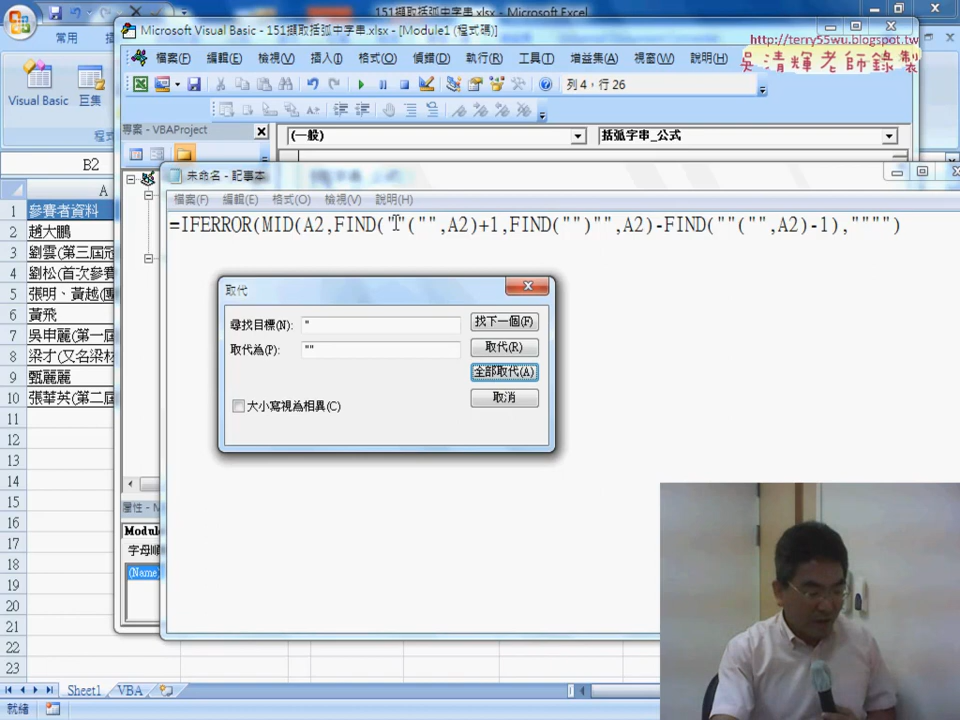 151擷取括弧中字串.xlsx - Microsoft Excel
常用
Visual Basic
巨集
程式
B2
Microsoft Visual Basic - 151擷取括弧中字串.xlsx - [Module1 (程式碼)]
http://terry55wu.blogspot.tw
吳清輝老師錄製
檔案(F) 編輯(E) 檢視(V) 插入(I) 格式(O) 偵錯(D) 執行(R) 工具(T) 增益集(A) 視窗(W) 說明(H)
列 4，行 26
專案 - VBAProject
(一般)
括弧字串_公式
未命名 - 記事本
檔案(F) 編輯(E) 格式(O) 檢視(V) 說明(H)
=IFERROR(MID(A2,FIND(""("",A2)+1,FIND("")"",A2)-FIND(""("",A2)-1),"""")
取代
尋找目標(N): "
取代為(P): ""
大小寫視為相異(C)
找下一個(F)
取代(R)
全部取代(A)
取消
A
1 參賽者資料
2 趙大鵬
3 劉雲(第三屆冠
4 劉松(首次參賽
5 張明、黃越(團
6 黃飛
7 吳申麗(第一屆
8 梁才(又名梁材
9 甄麗麗
10 張華英(第二屆
11
12
13
14
15
16
17
18
19
20
21
22
23
屬性 - M
Modul
字母順
(Name)
Sheet1
VBA
就緒